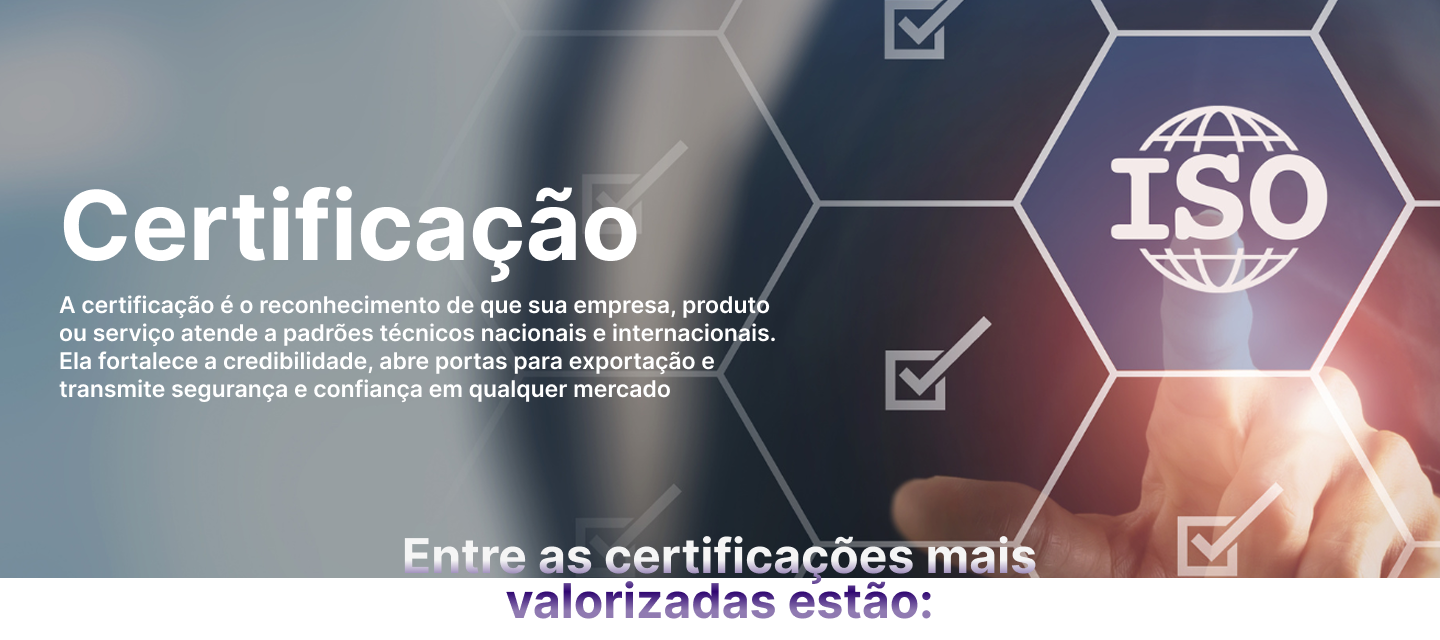 ISO
Certificação
A certificação é o reconhecimento de que sua empresa, produto
ou serviço atende a padrões técnicos nacionais e internacionais.
Ela fortalece a credibilidade, abre portas para exportação e
transmite segurança e confiança em qualquer mercado
Entre as certificações mais
valorizadas estão: